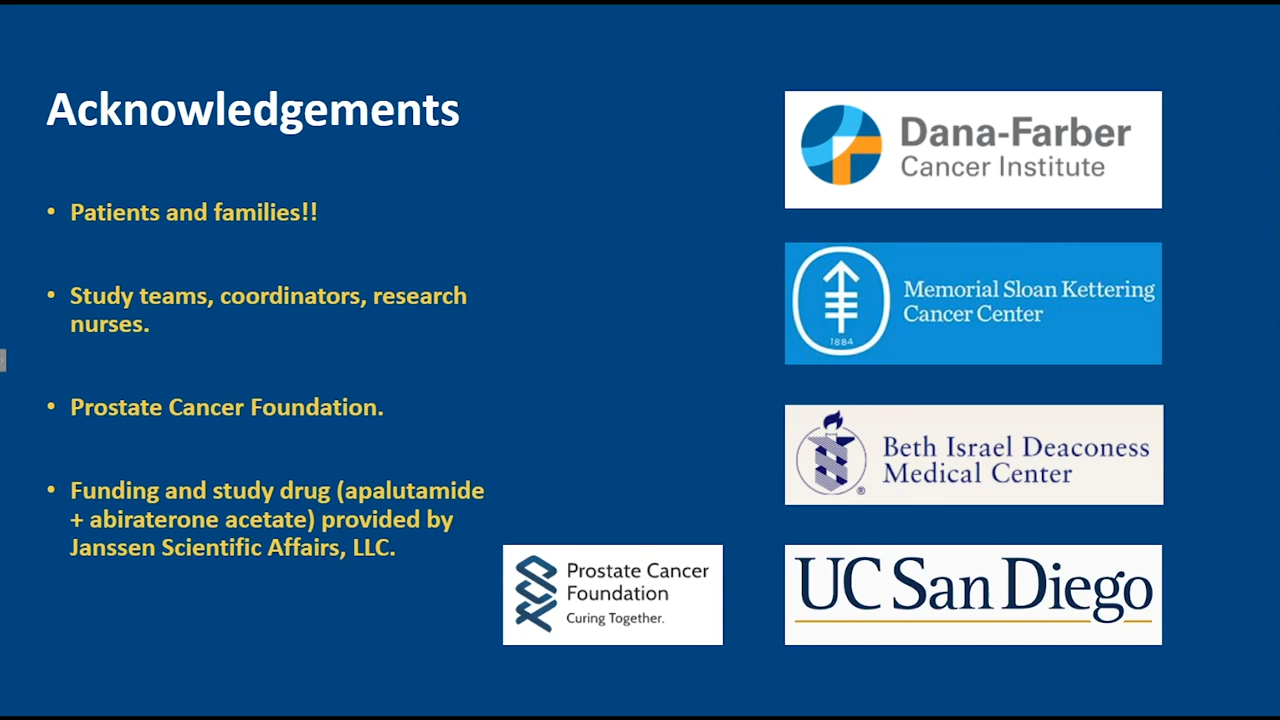 Acknowledgements
• Patients and families!!
• Study teams, coordinators, research
nurses.
• Prostate Cancer Foundation.
• Funding and study drug (apalutamide
+ abiraterone acetate) provided by
Janssen Scientific Affairs, LLC.
Dana-Farber
Cancer Institute
Memorial Sloan Kettering
Cancer Center
1884
Beth Israel Deaconess
Medical Center
®
Prostate Cancer
Foundation
Curing Together.
UC San Diego